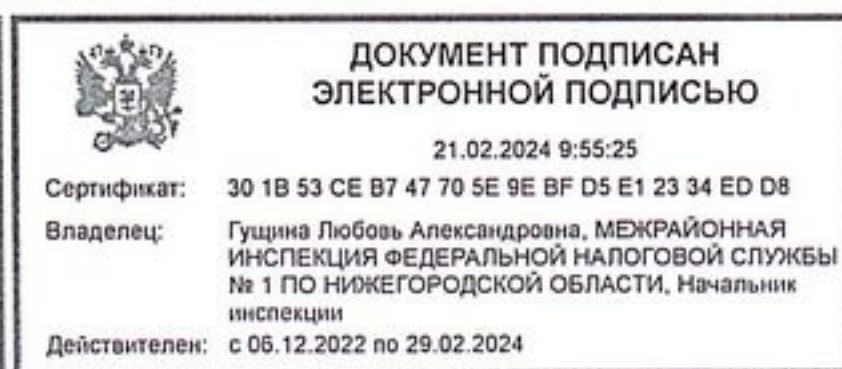 ДОКУМЕНТ ПОДПИСАН
ЭЛЕКТРОННОЙ ПОДПИСЬЮ
21.02.2024 9:55:25
Сертификат: 30 1B 53 CE B7 47 70 5E 9E BF D5 E1 23 34 ED D8
Владелец: Гущина Любовь Александровна, МЕЖРАЙОННАЯ
ИНСПЕКЦИЯ ФЕДЕРАЛЬНОЙ НАЛОГОВОЙ СЛУЖБЫ
№ 1 ПО НИЖЕГОРОДСКОЙ ОБЛАСТИ, Начальник
инспекции
Действителен: с 06.12.2022 по 29.02.2024